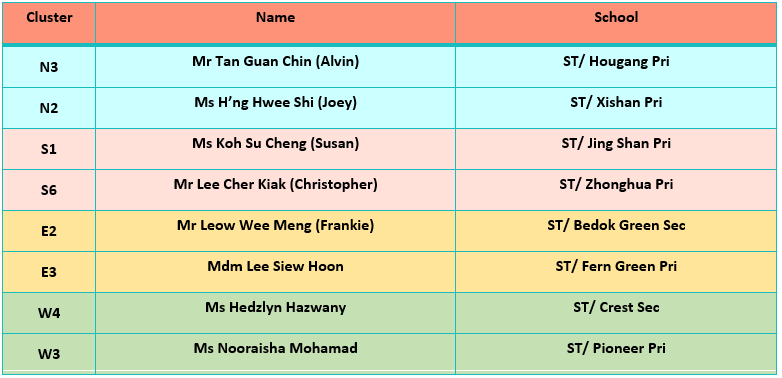 Cluster Name School
N3 Mr Tan Guan Chin (Alvin) ST/ Hougang Pri
N2 Ms H’ng Hwee Shi (Joey) ST/ Xishan Pri
S1 Ms Koh Su Cheng (Susan) ST/ Jing Shan Pri
S6 Mr Lee Cher Kiak (Christopher) ST/ Zhonghua Pri
E2 Mr Leow Wee Meng (Frankie) ST/ Bedok Green Sec
E3 Mdm Lee Siew Hoon ST/ Fern Green Pri
W4 Ms Hedzlyn Hazwany ST/ Crest Sec
W3 Ms Nooraisha Mohamad ST/ Pioneer Pri